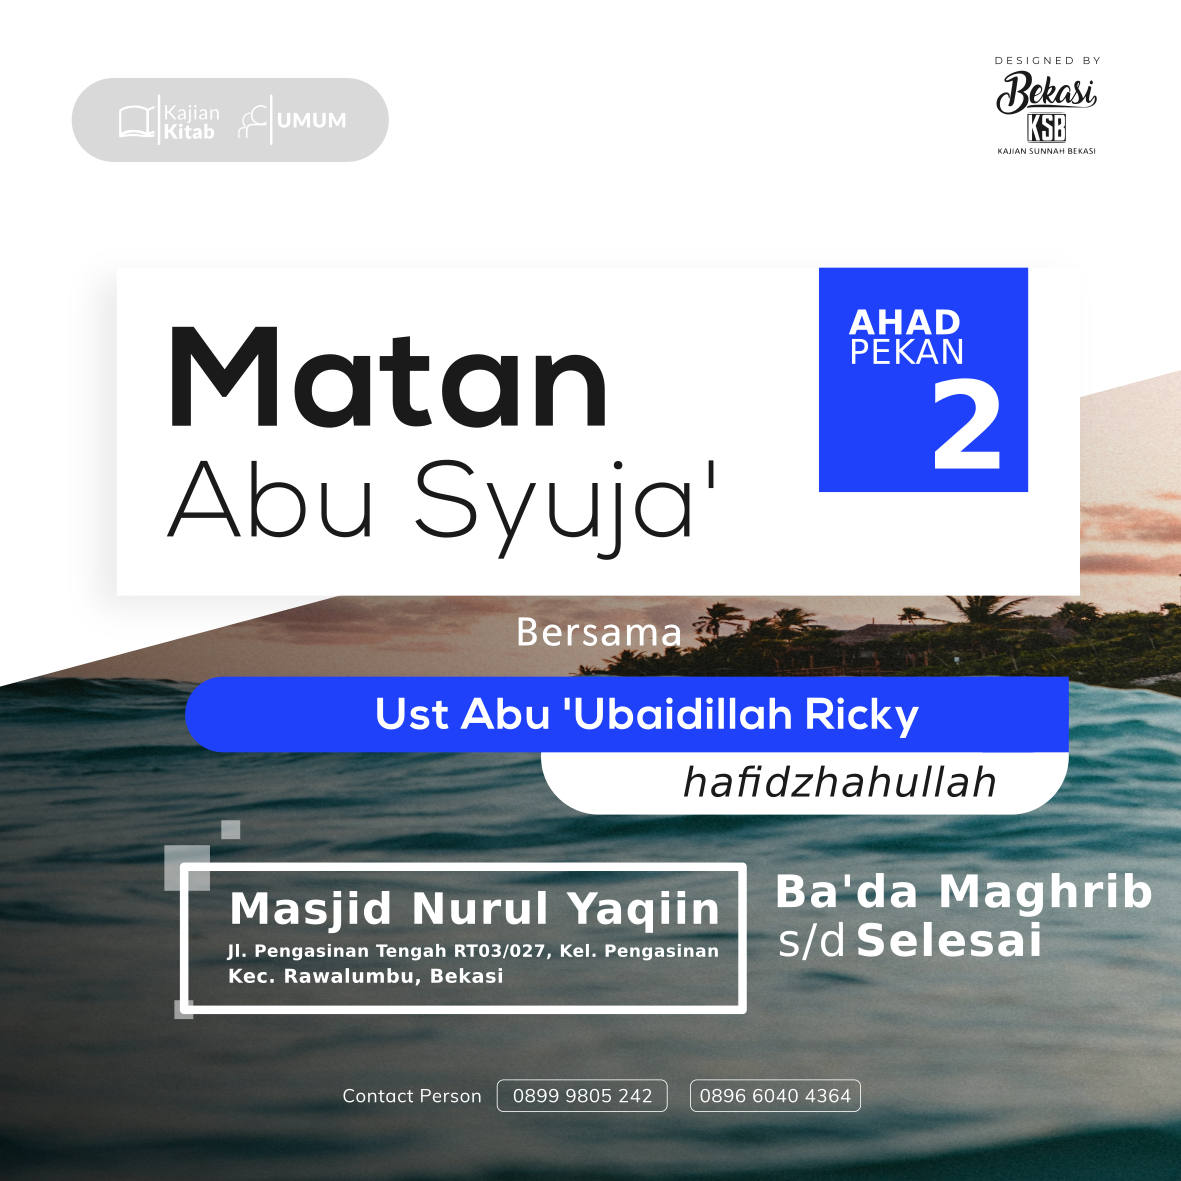 Kajian
Kitab
UMUM
DESIGNED BY
Bekasi
KSB
KAJIAN SUNNAH BEKASI
Matan
Abu Syuja'
AHAD
PEKAN
2
Bersama
Ust Abu 'Ubaidillah Ricky
hafidzhahullah
Masjid Nurul Yaqiin
Jl. Pengasinan Tengah RT03/027, Kel. Pengasinan
Kec. Rawalumbu, Bekasi
Ba'da Maghrib
s/d Selesai
Contact Person 0899 9805 242 0896 6040 4364